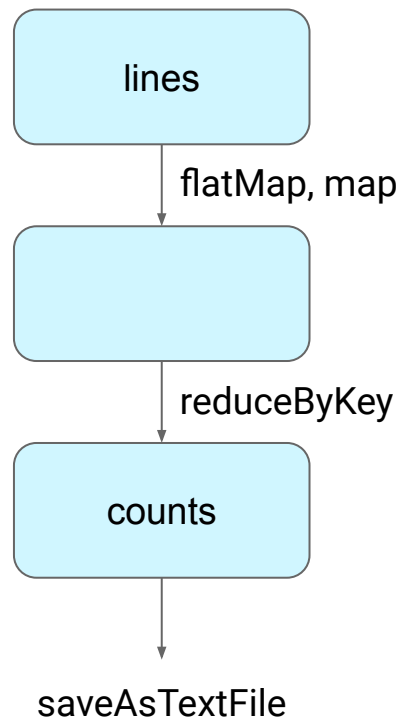 lines
flatMap, map
reduceByKey
counts
saveAsTextFile